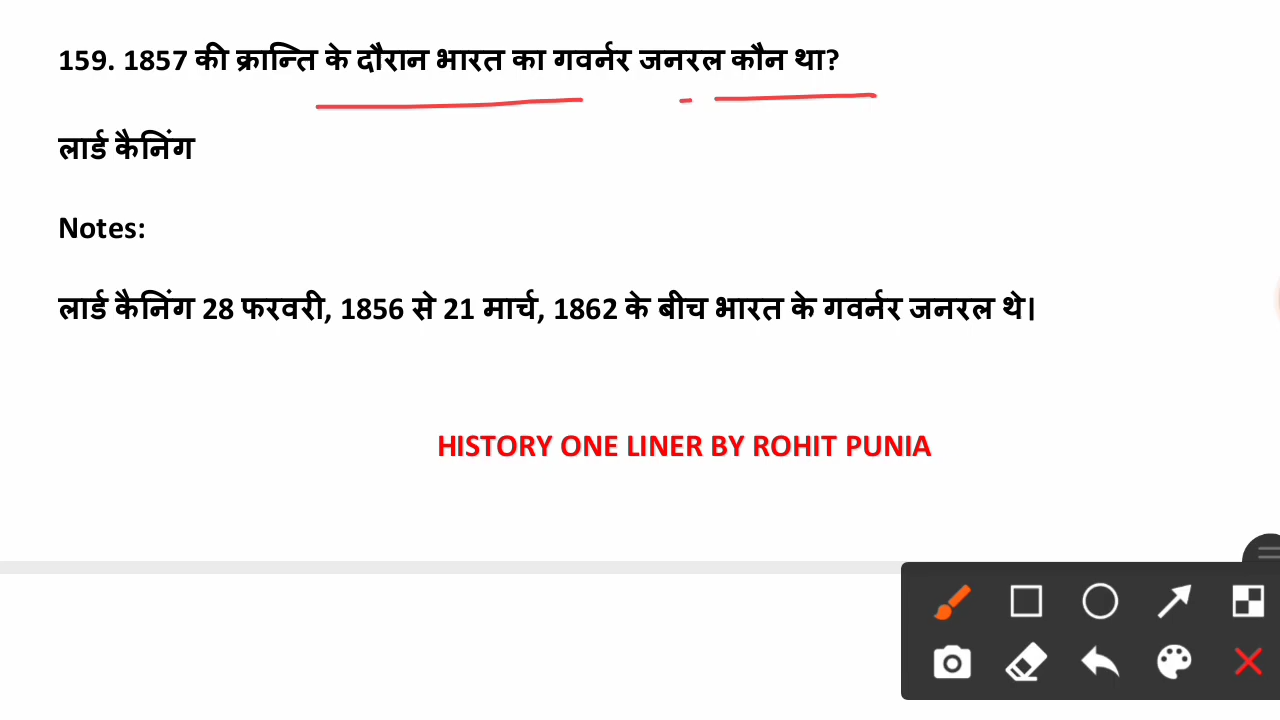 159. 1857 की क्रान्ति के दौरान भारत का गवर्नर जनरल कौन था?
लार्ड कैनिंग
Notes:
लार्ड कैनिंग 28 फरवरी, 1856 से 21 मार्च, 1862 के बीच भारत के गवर्नर जनरल थे।
HISTORY ONE LINER BY ROHIT PUNIA